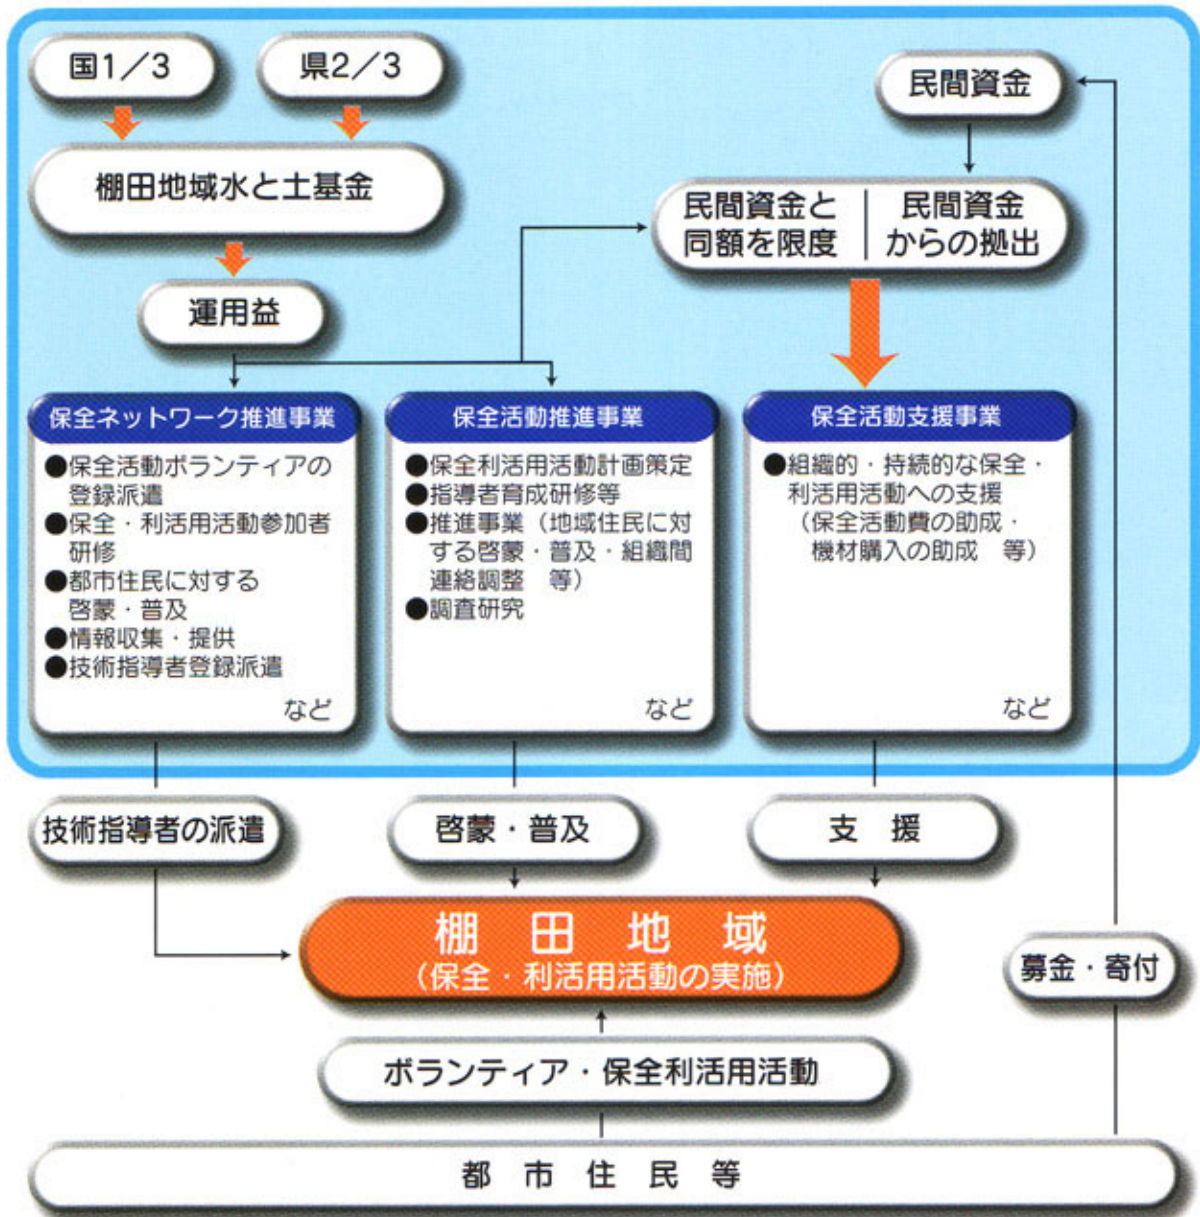 国1/3
県2/3
民間資金
棚田地域水と土基金
民間資金と
同額を限度
民間資金
からの拠出
運用益
保全ネットワーク推進事業
●保全活動ボランティアの
登録派遣
●保全・利活用活動参加者
研修
●都市住民に対する
啓蒙・普及
●情報収集・提供
●技術指導者登録派遣
など
保全活動推進事業
●保全利活用活動計画策定
●指導者育成研修等
●推進事業（地域住民に対
する啓蒙・普及・組織間
連絡調整　等）
●調査研究
など
保全活動支援事業
●組織的・持続的な保全・
利活用活動への支援
（保全活動費の助成・
機材購入の助成　等）
など
技術指導者の派遣
啓蒙・普及
支　援
棚　田　地　域
（保全・利活用活動の実施）
募金・寄付
ボランティア・保全利活用活動
都　市　住　民　等